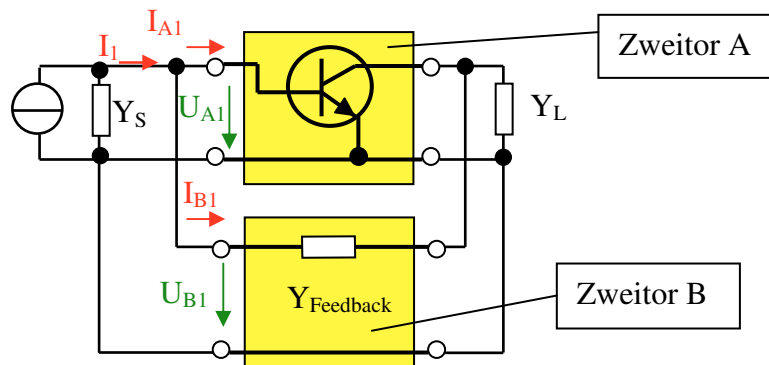 I_A1
Zweitor A
I_1
Y_S
U_A1
Y_L
I_B1
U_B1
Y_Feedback
Zweitor B